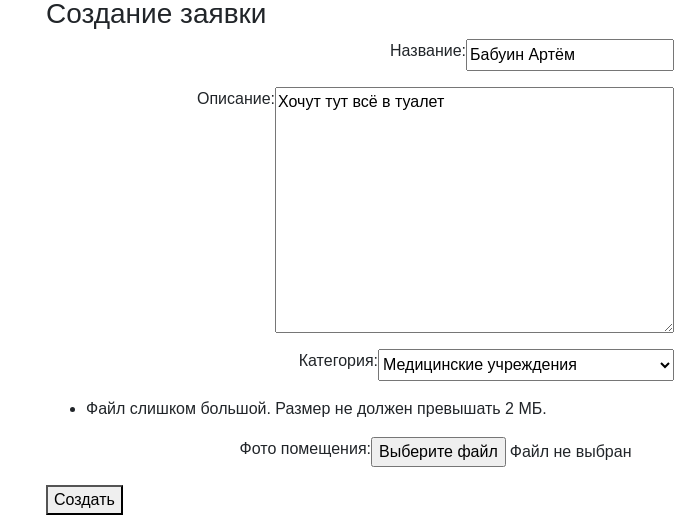 Создание заявки
Название: Бабуин Артём
Описание: Хочут тут всё в туалет
Категория: Медицинские учреждения
Файл слишком большой. Размер не должен превышать 2 МБ.
Фото помещения: Выберите файл Файл не выбран
Создать